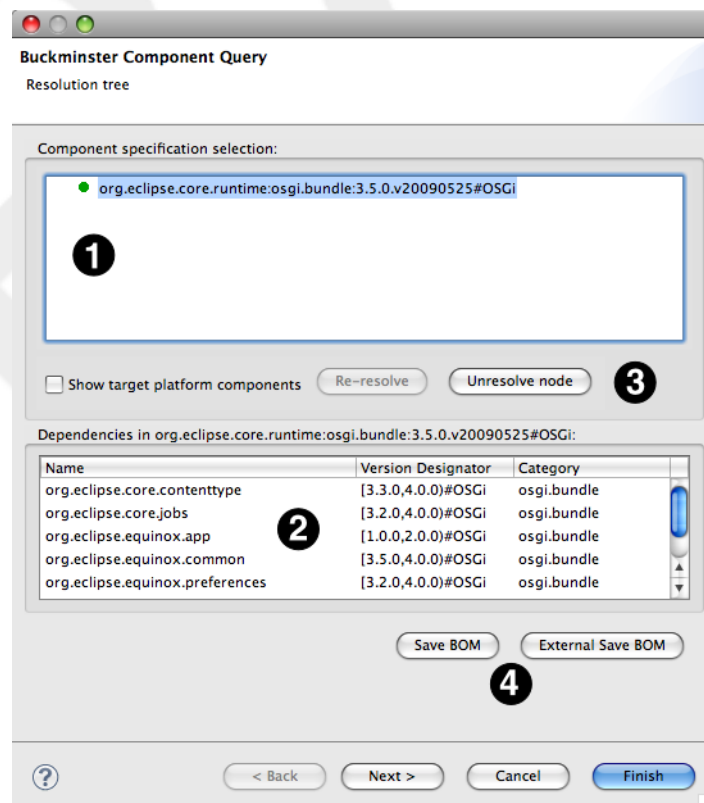 Buckminster Component Query
Resolution tree
Component specification selection:
org.eclipse.core.runtime:osgi.bundle:3.5.0.v20090525#OSGi
1
Show target platform components Re-resolve Unresolve node 3
Dependencies in org.eclipse.core.runtime:osgi.bundle:3.5.0.v20090525#OSGi:
Name Version Designator Category
org.eclipse.core.contenttype [3.3.0,4.0.0)#OSGi osgi.bundle
org.eclipse.core.jobs [3.2.0,4.0.0)#OSGi osgi.bundle
2
org.eclipse.equinox.app [1.0.0,2.0.0)#OSGi osgi.bundle
org.eclipse.equinox.common [3.5.0,4.0.0)#OSGi osgi.bundle
org.eclipse.equinox.preferences [3.2.0,4.0.0)#OSGi osgi.bundle
Save BOM External Save BOM
4
? < Back Next > Cancel Finish